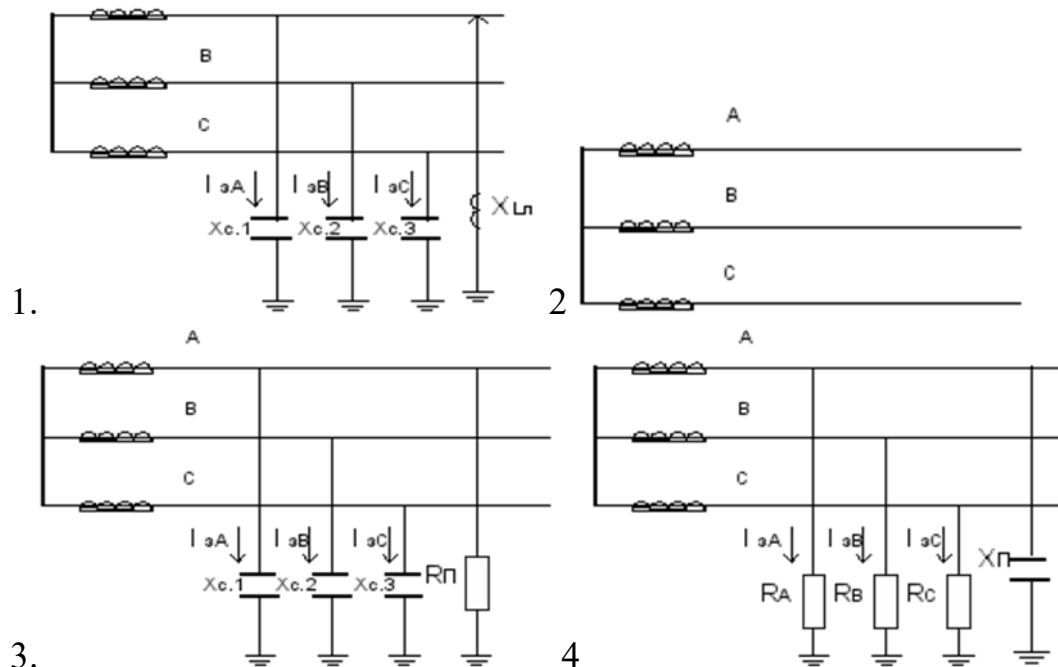 B
C
I эA I эB I эC
Xc.1 Xc.2 Xc.3 X Lп
1.
A
B
C
2
A
B
C
I эA I эB I эC
Xc.1 Xc.2 Xc.3 Rп
3.
A
B
C
I эA I эB I эC
RA RB RC Xп
4